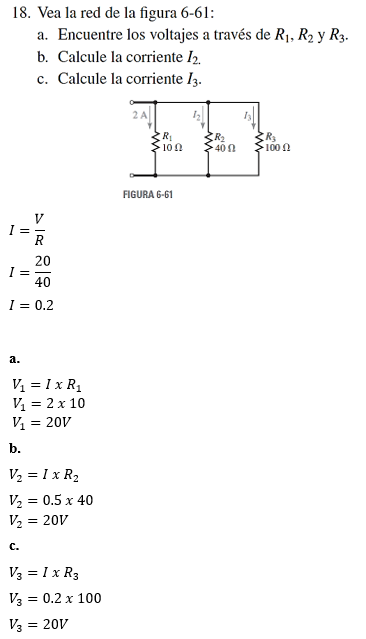 18. Vea la red de la figura 6-61:
a. Encuentre los voltajes a través de R₁, R₂ y R₃.
b. Calcule la corriente I₂.
c. Calcule la corriente I₃.
2 A I₂ I₃
R₁ R₂ R₃
10 Ω 40 Ω 100 Ω
FIGURA 6-61
I = V/R
I = 20/40
I = 0.2
a.
V₁ = I x R₁
V₁ = 2 x 10
V₁ = 20V
b.
V₂ = I x R₂
V₂ = 0.5 x 40
V₂ = 20V
c.
V₃ = I x R₃
V₃ = 0.2 x 100
V₃ = 20V